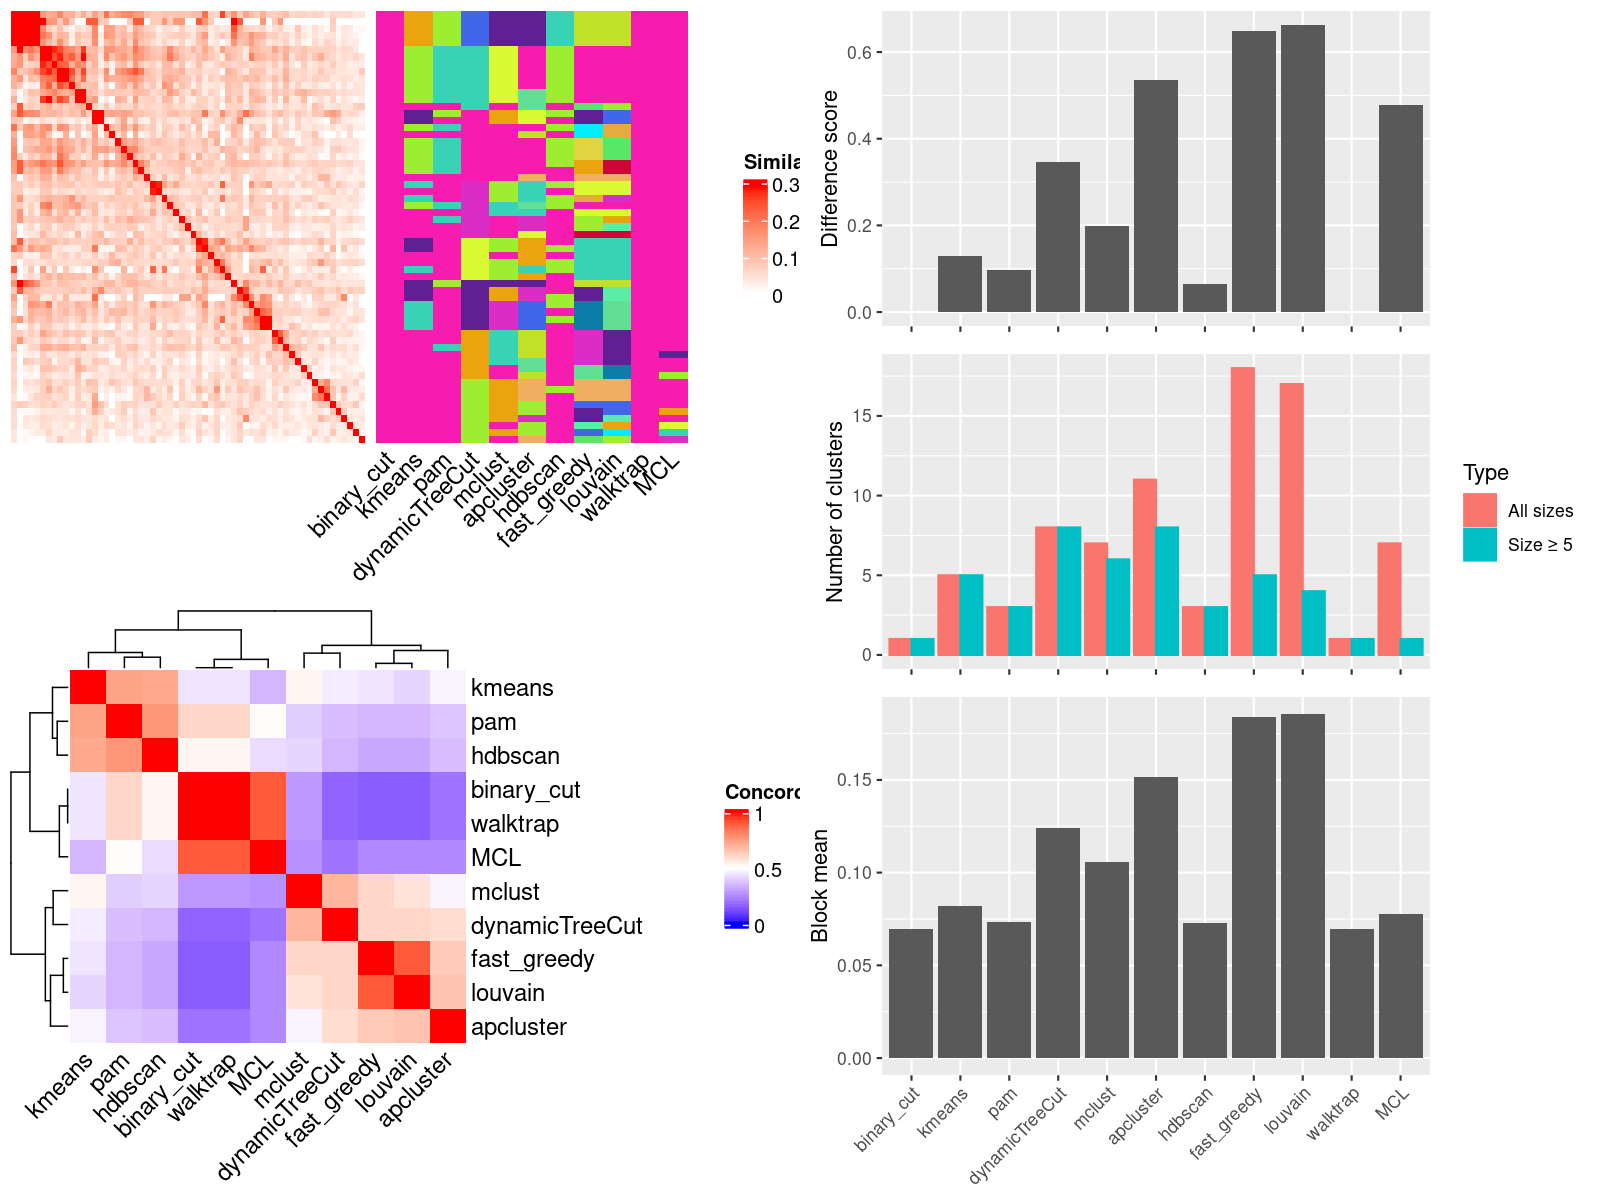 Simila
0.3
0.2
0.1
0
binary_cut
kmeans
pam
dynamicTreeCut
mclust
apcluster
hdbscan
fast_greedy
louvain
walktrap
MCL
kmeans
pam
hdbscan
binary_cut
walktrap
MCL
mclust
dynamicTreeCut
fast_greedy
louvain
apcluster
Concord
1
0.5
0
kmeans
pam
hdbscan
binary_cut
walktrap
MCL
mclust
dynamicTreeCut
fast_greedy
louvain
apcluster
Difference score
0.6
0.4
0.2
0.0
Number of clusters
15
10
5
0
Type
All sizes
Size ≥ 5
Block mean
0.15
0.10
0.05
0.00
binary_cut
kmeans
pam
dynamicTreeCut
mclust
apcluster
hdbscan
fast_greedy
louvain
walktrap
MCL